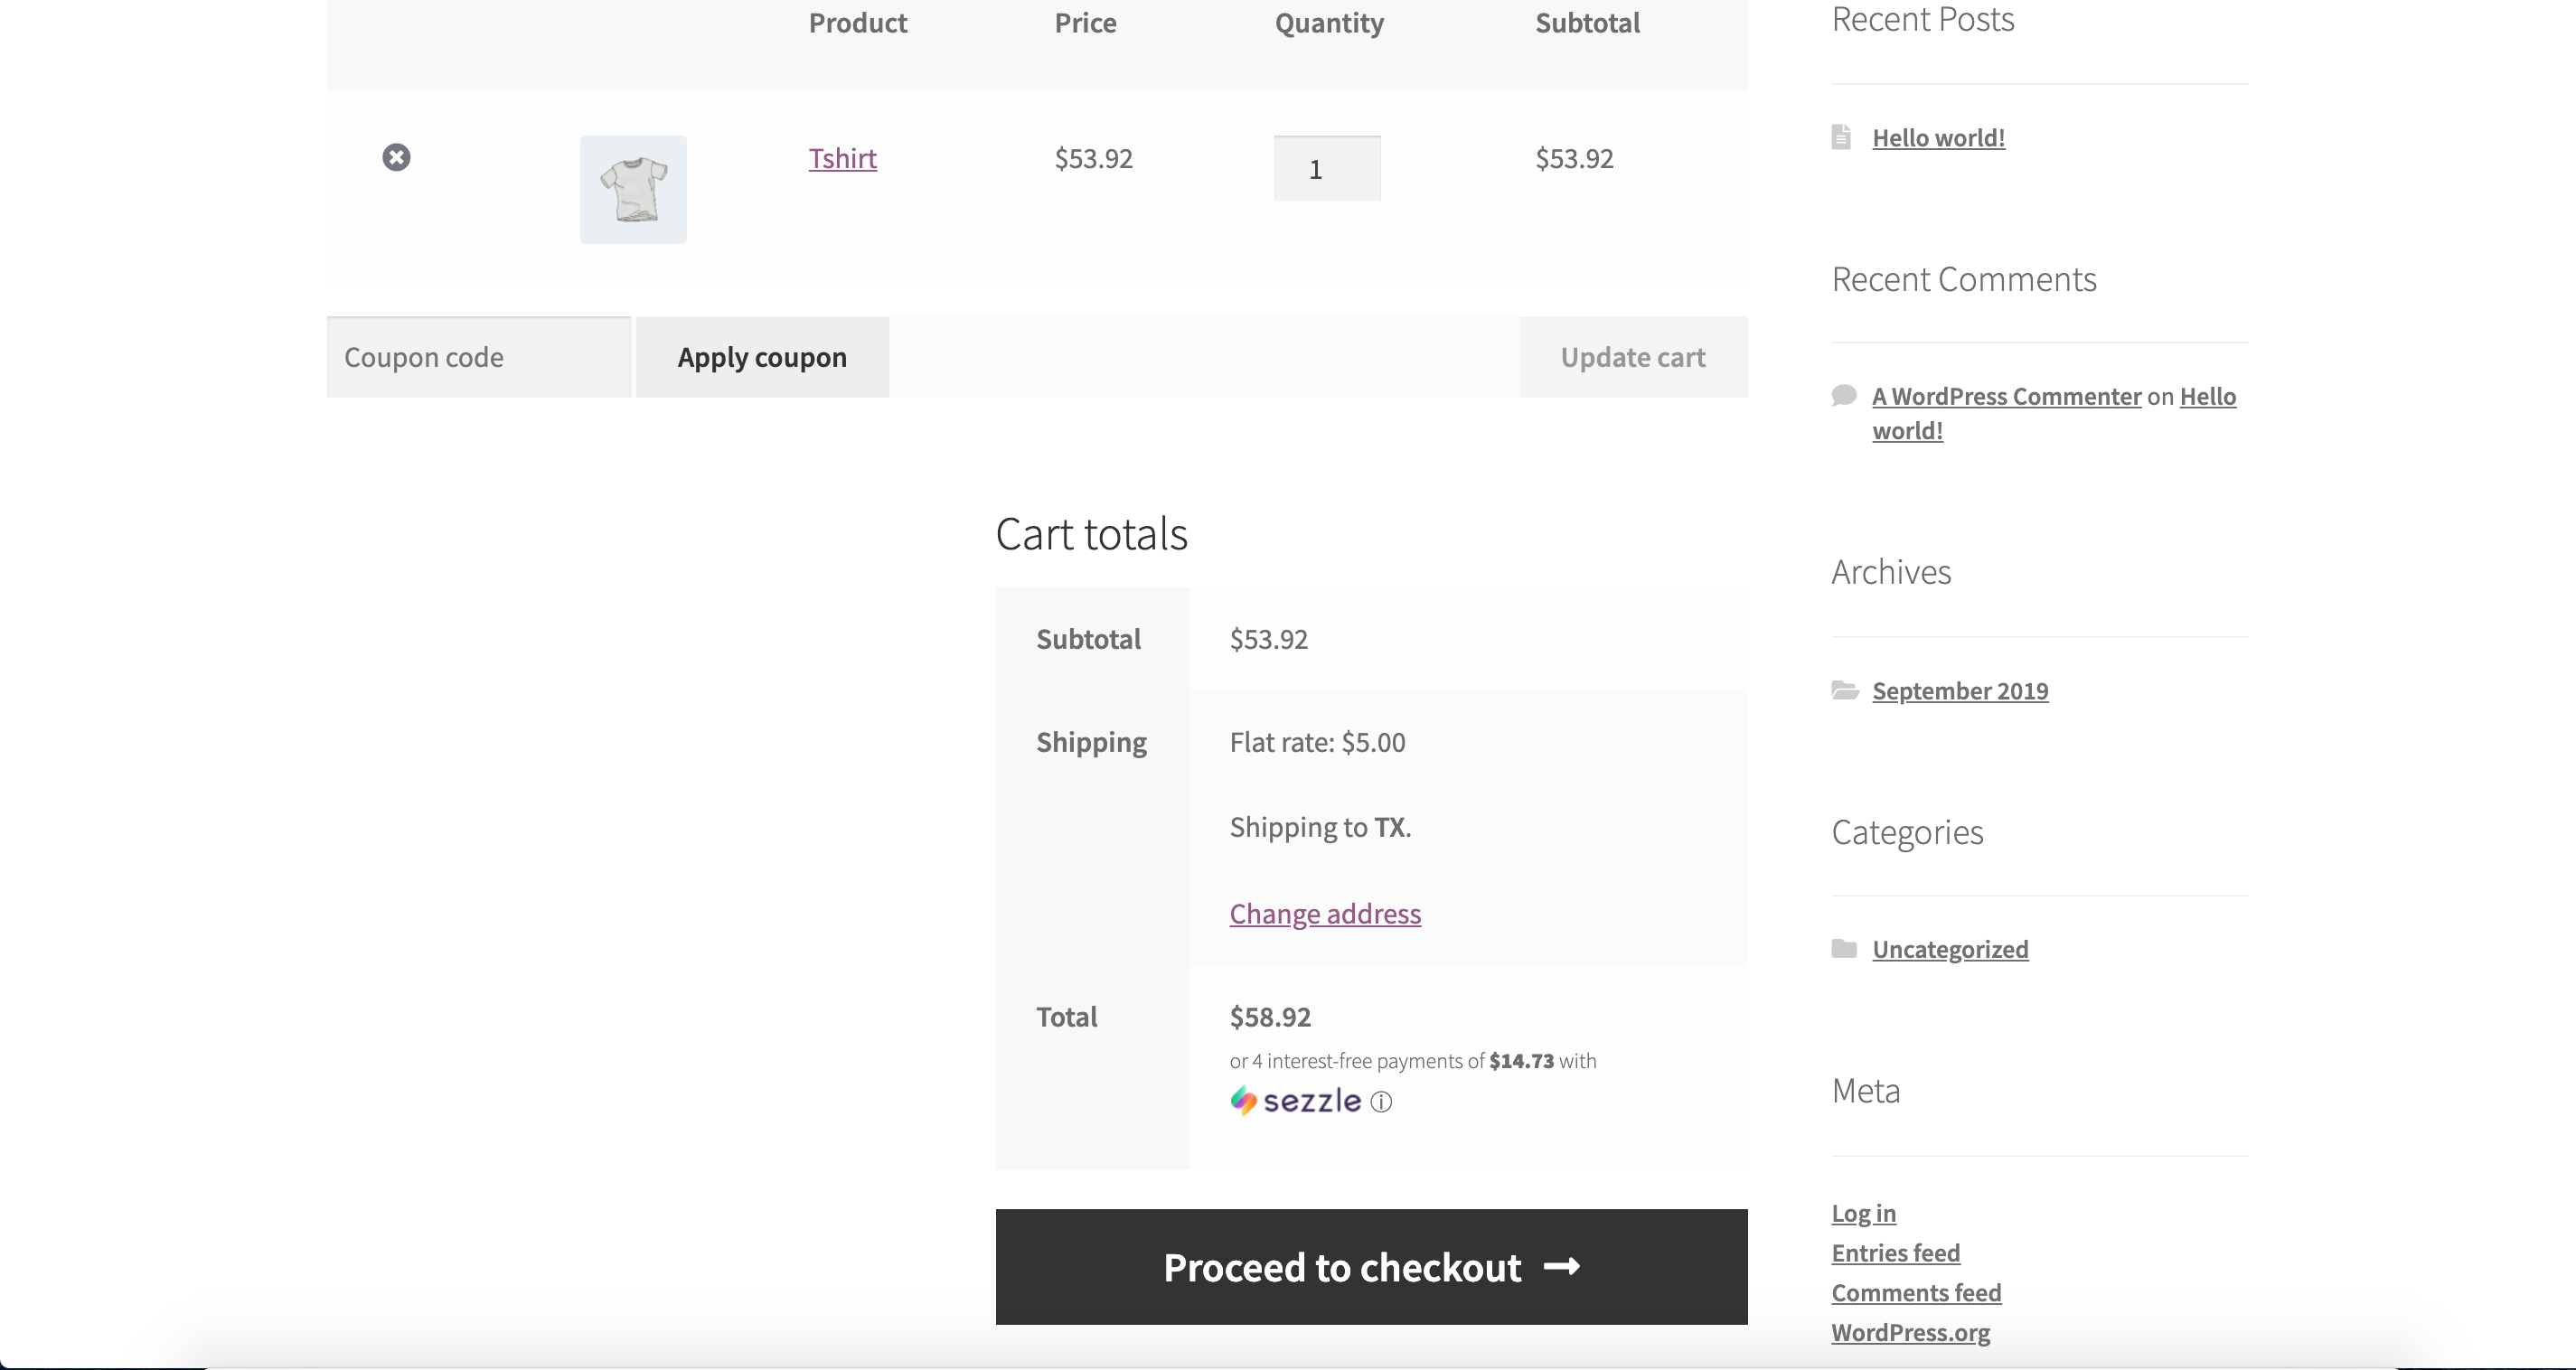 Product Price Quantity Subtotal
Tshirt $53.92 1 $53.92
Coupon code Apply coupon Update cart
Cart totals
Subtotal $53.92
Shipping Flat rate: $5.00
Shipping to TX.
Change address
Total $58.92
or 4 interest-free payments of $14.73 with
sezzle
Proceed to checkout
Recent Posts
Hello world!
Recent Comments
A WordPress Commenter on Hello
world!
Archives
September 2019
Categories
Uncategorized
Meta
Log in
Entries feed
Comments feed
WordPress.org